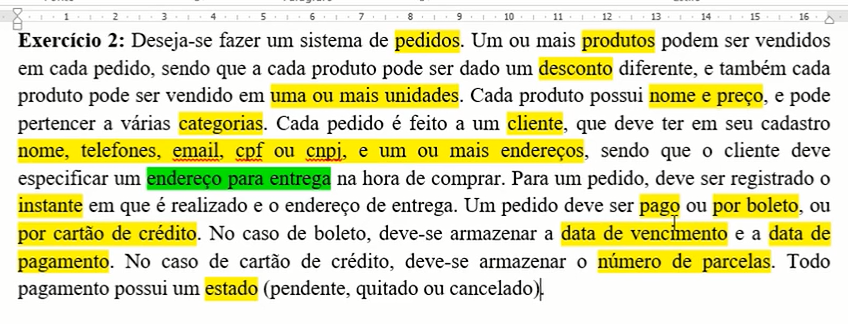 1 2 3 4 5 6 7 8 9 10 11 12 13 14 15 16
Exercício 2: Deseja-se fazer um sistema de pedidos. Um ou mais produtos podem ser vendidos
em cada pedido, sendo que a cada produto pode ser dado um desconto diferente, e também cada
produto pode ser vendido em uma ou mais unidades. Cada produto possui nome e preço, e pode
pertencer a várias categorias. Cada pedido é feito a um cliente, que deve ter em seu cadastro
nome, telefones, email, cpf ou cnpj, e um ou mais endereços, sendo que o cliente deve
especificar um endereço para entrega na hora de comprar. Para um pedido, deve ser registrado o
instante em que é realizado e o endereço de entrega. Um pedido deve ser pago ou por boleto, ou
por cartão de crédito. No caso de boleto, deve-se armazenar a data de vencimento e a data de
pagamento. No caso de cartão de crédito, deve-se armazenar o número de parcelas. Todo
pagamento possui um estado (pendente, quitado ou cancelado).